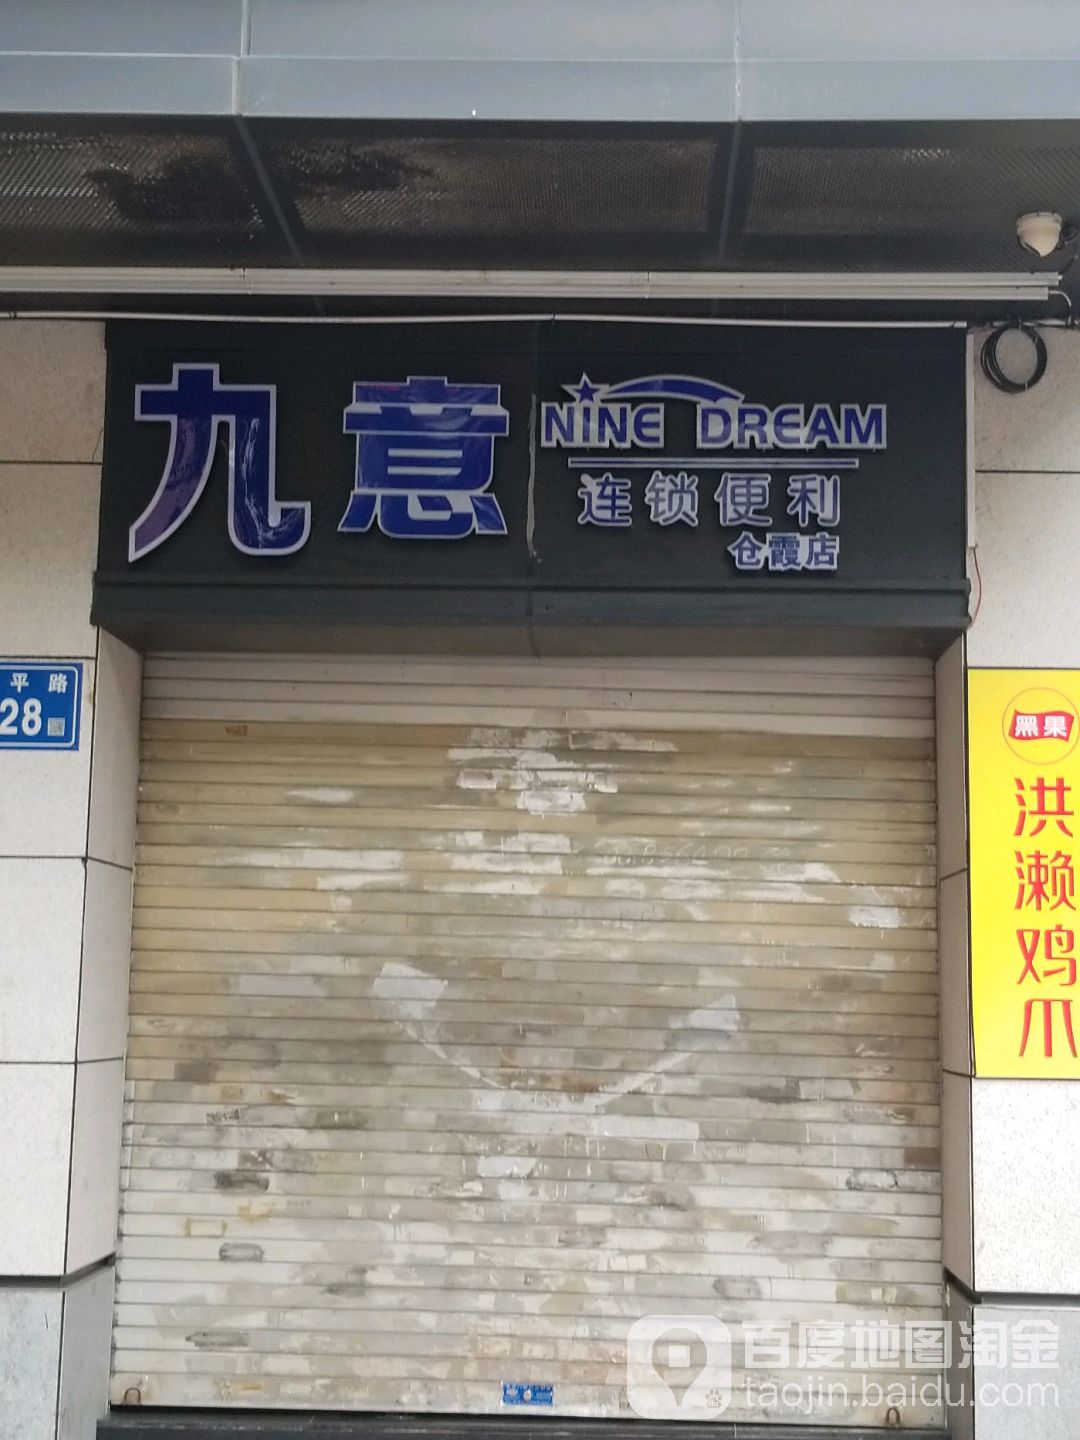 九意
NINE DREAM
连锁便利
仓霞店
平路
28
黑果
洪濑鸡爪
百度地图淘金
taojin.baidu.com